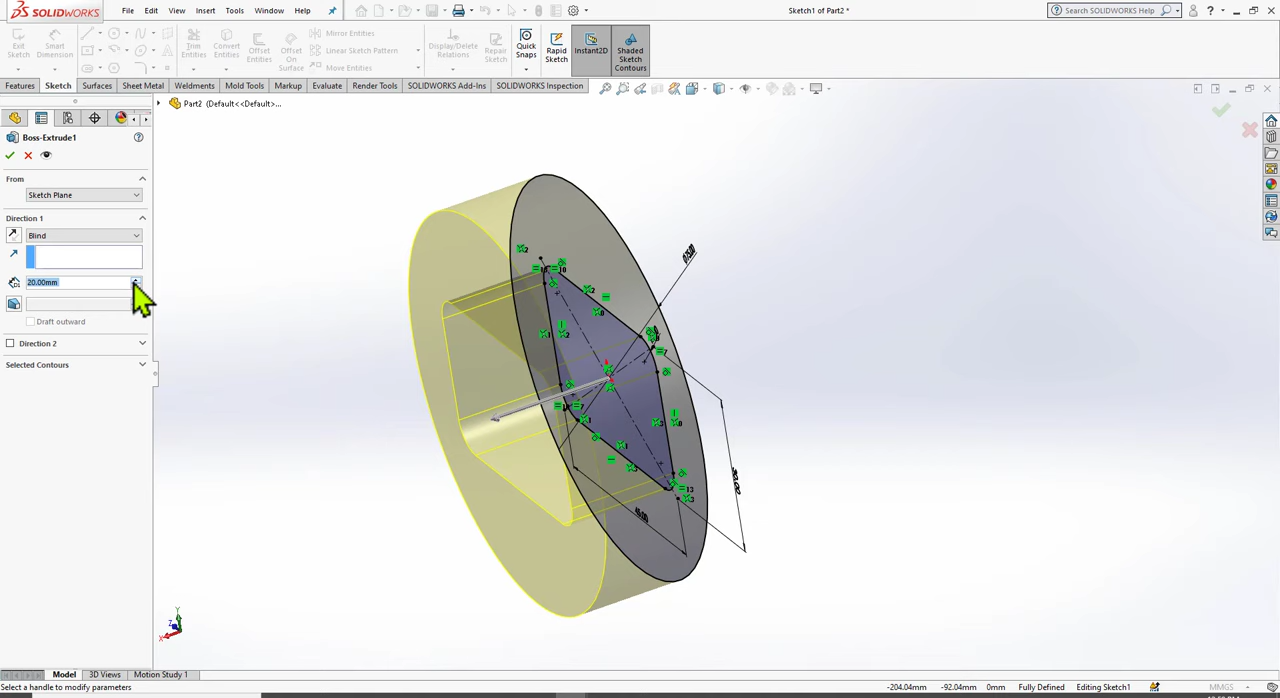 SOLIDWORKS File Edit View Insert Tools Window Help Sketch1 of Part2 * Search SOLIDWORKS Help ?
Exit Sketch Smart Dimension Trim Entities Convert Entities Offset Entities Offset On Surface Mirror Entities Linear Sketch Pattern Move Entities Display/Delete Relations Repair Sketch Quick Snaps Rapid Sketch Instant2D Shaded Sketch Contours
Features Sketch Surfaces Sheet Metal Weldments Mold Tools Markup Evaluate Render Tools SOLIDWORKS Add-Ins SOLIDWORKS Inspection
Part2 (Default<<Default>...
Boss-Extrude1
From
Sketch Plane
Direction 1
Blind
20.00mm
Draft outward
Direction 2
Selected Contours
Ø75.00
30.00
Y
Z
X
Model 3D Views Motion Study 1
Select a handle to modify parameters -204.04mm -92.04mm 0mm Fully Defined Editing Sketch1 MMGS